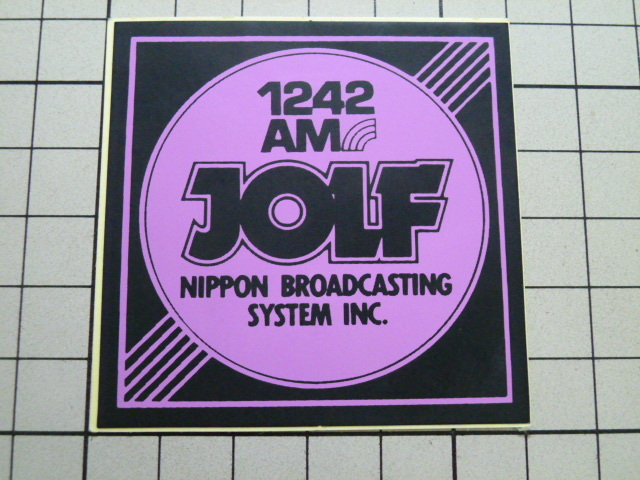 1242
AM
JOLF
NIPPON BROADCASTING
SYSTEM INC.